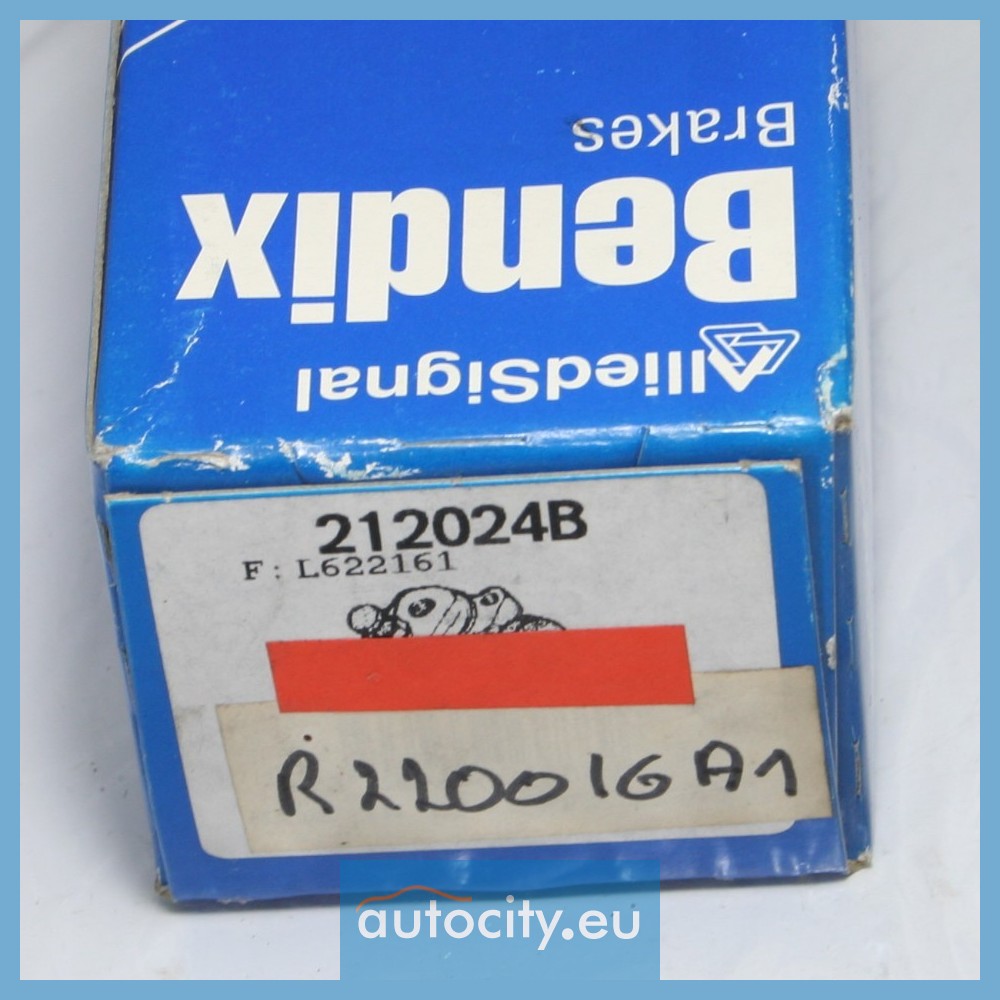 AlliedSignal
Bendix
Brakes
212024B
F: L622161
R220016A1
autocity.eu